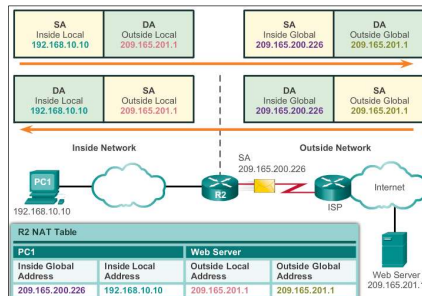 SA DA SA DA
Inside Local Outside Local Inside Global Outside Global
192.168.10.10 209.165.201.1 209.165.200.226 209.165.201.1
DA SA DA SA
Inside Local Outside Local Inside Global Outside Global
192.168.10.10 209.165.201.1 209.165.200.226 209.165.201.1
Inside Network Outside Network
SA
209.165.200.226
PC1
R2
ISP
Internet
192.168.10.10
Web Server
209.165.201.1
R2 NAT Table
PC1 Web Server
Inside Global Address Inside Local Address Outside Local Address Outside Global Address
209.165.200.226 192.168.10.10 209.165.201.1 209.165.201.1